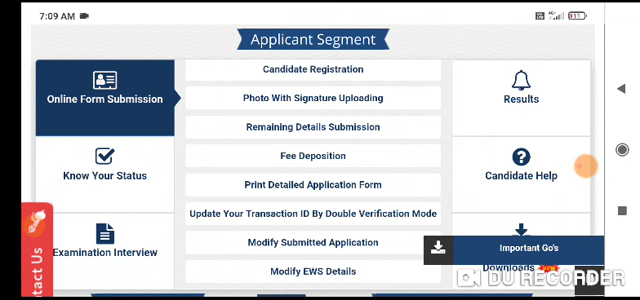 7:09 AM
11
Applicant Segment
Online Form Submission
Know Your Status
Examination Interview
Candidate Registration
Photo With Signature Uploading
Remaining Details Submission
Fee Deposition
Print Detailed Application Form
Update Your Transaction ID By Double Verification Mode
Modify Submitted Application
Modify EWS Details
Results
Candidate Help
Important Go's
Downloads
ntact Us
DU RECORDER